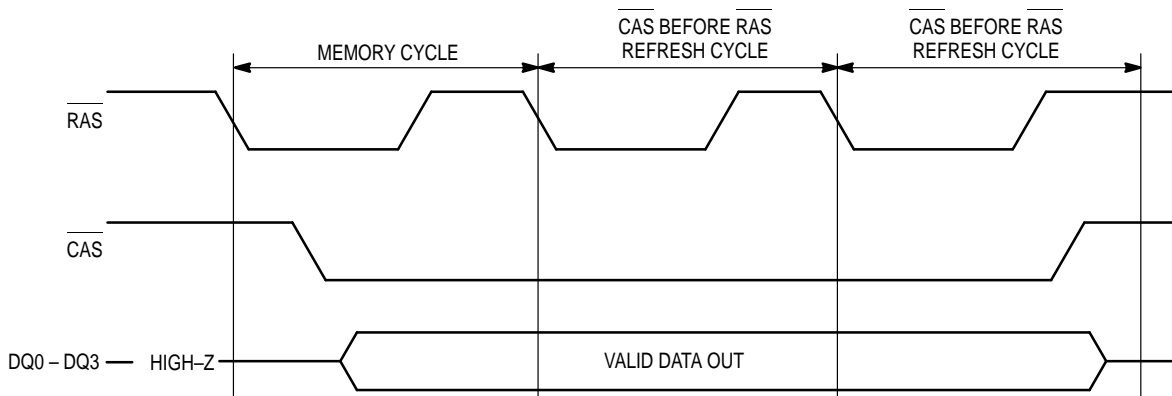 CAS BEFORE RAS
REFRESH CYCLE
CAS BEFORE RAS
REFRESH CYCLE
MEMORY CYCLE
RAS
CAS
DQ0 – DQ3
HIGH–Z
VALID DATA OUT